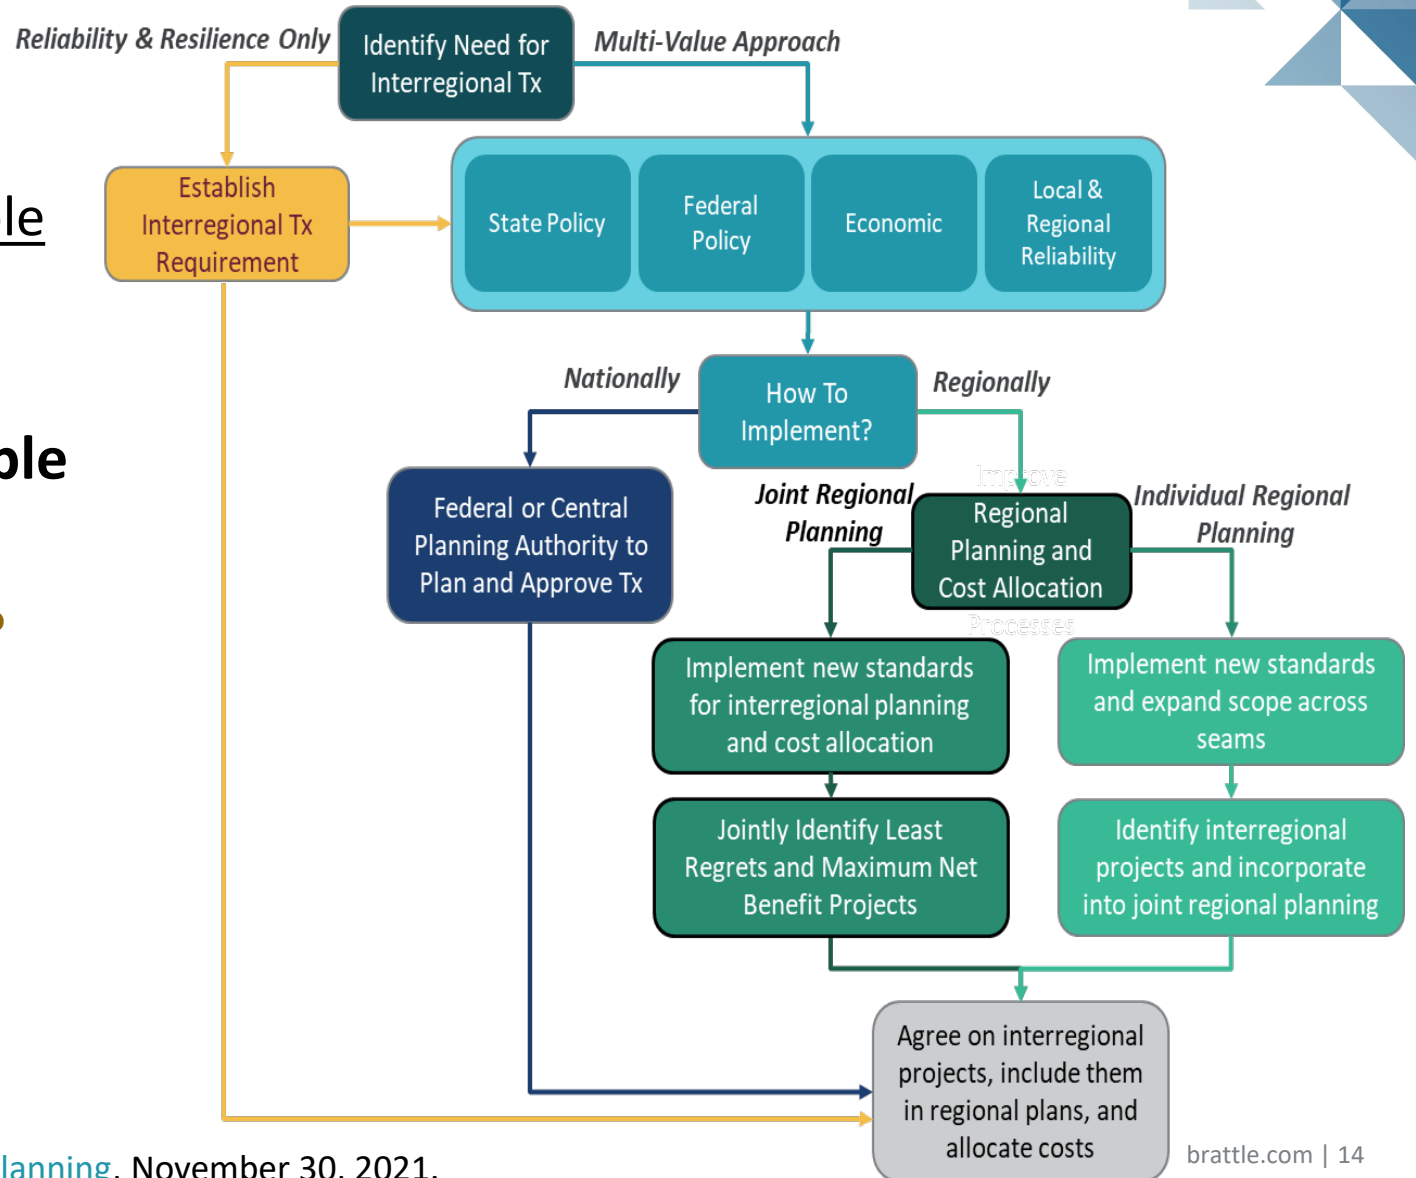 Reliability & Resilience Only
Identify Need for
Interregional Tx
Multi-Value Approach
Establish
Interregional Tx
Requirement
State Policy
Federal
Policy
Economic
Local &
Regional
Reliability
le
Nationally
How To
Implement?
Regionally
ple
Federal or Central
Planning Authority to
Plan and Approve Tx
Joint Regional
Planning
Improve
Regional
Planning and
Cost Allocation
Processes
Individual Regional
Planning
Implement new standards
for interregional planning
and cost allocation
Implement new standards
and expand scope across
seams
Jointly Identify Least
Regrets and Maximum Net
Benefit Projects
Identify interregional
projects and incorporate
into joint regional planning
Agree on interregional
projects, include them
in regional plans, and
allocate costs
lanning, November 30, 2021.
brattle.com | 14